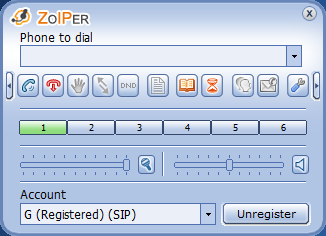 ZoIPER
Phone to dial
DND
1 2 3 4 5 6
Account
G (Registered) (SIP)
Unregister